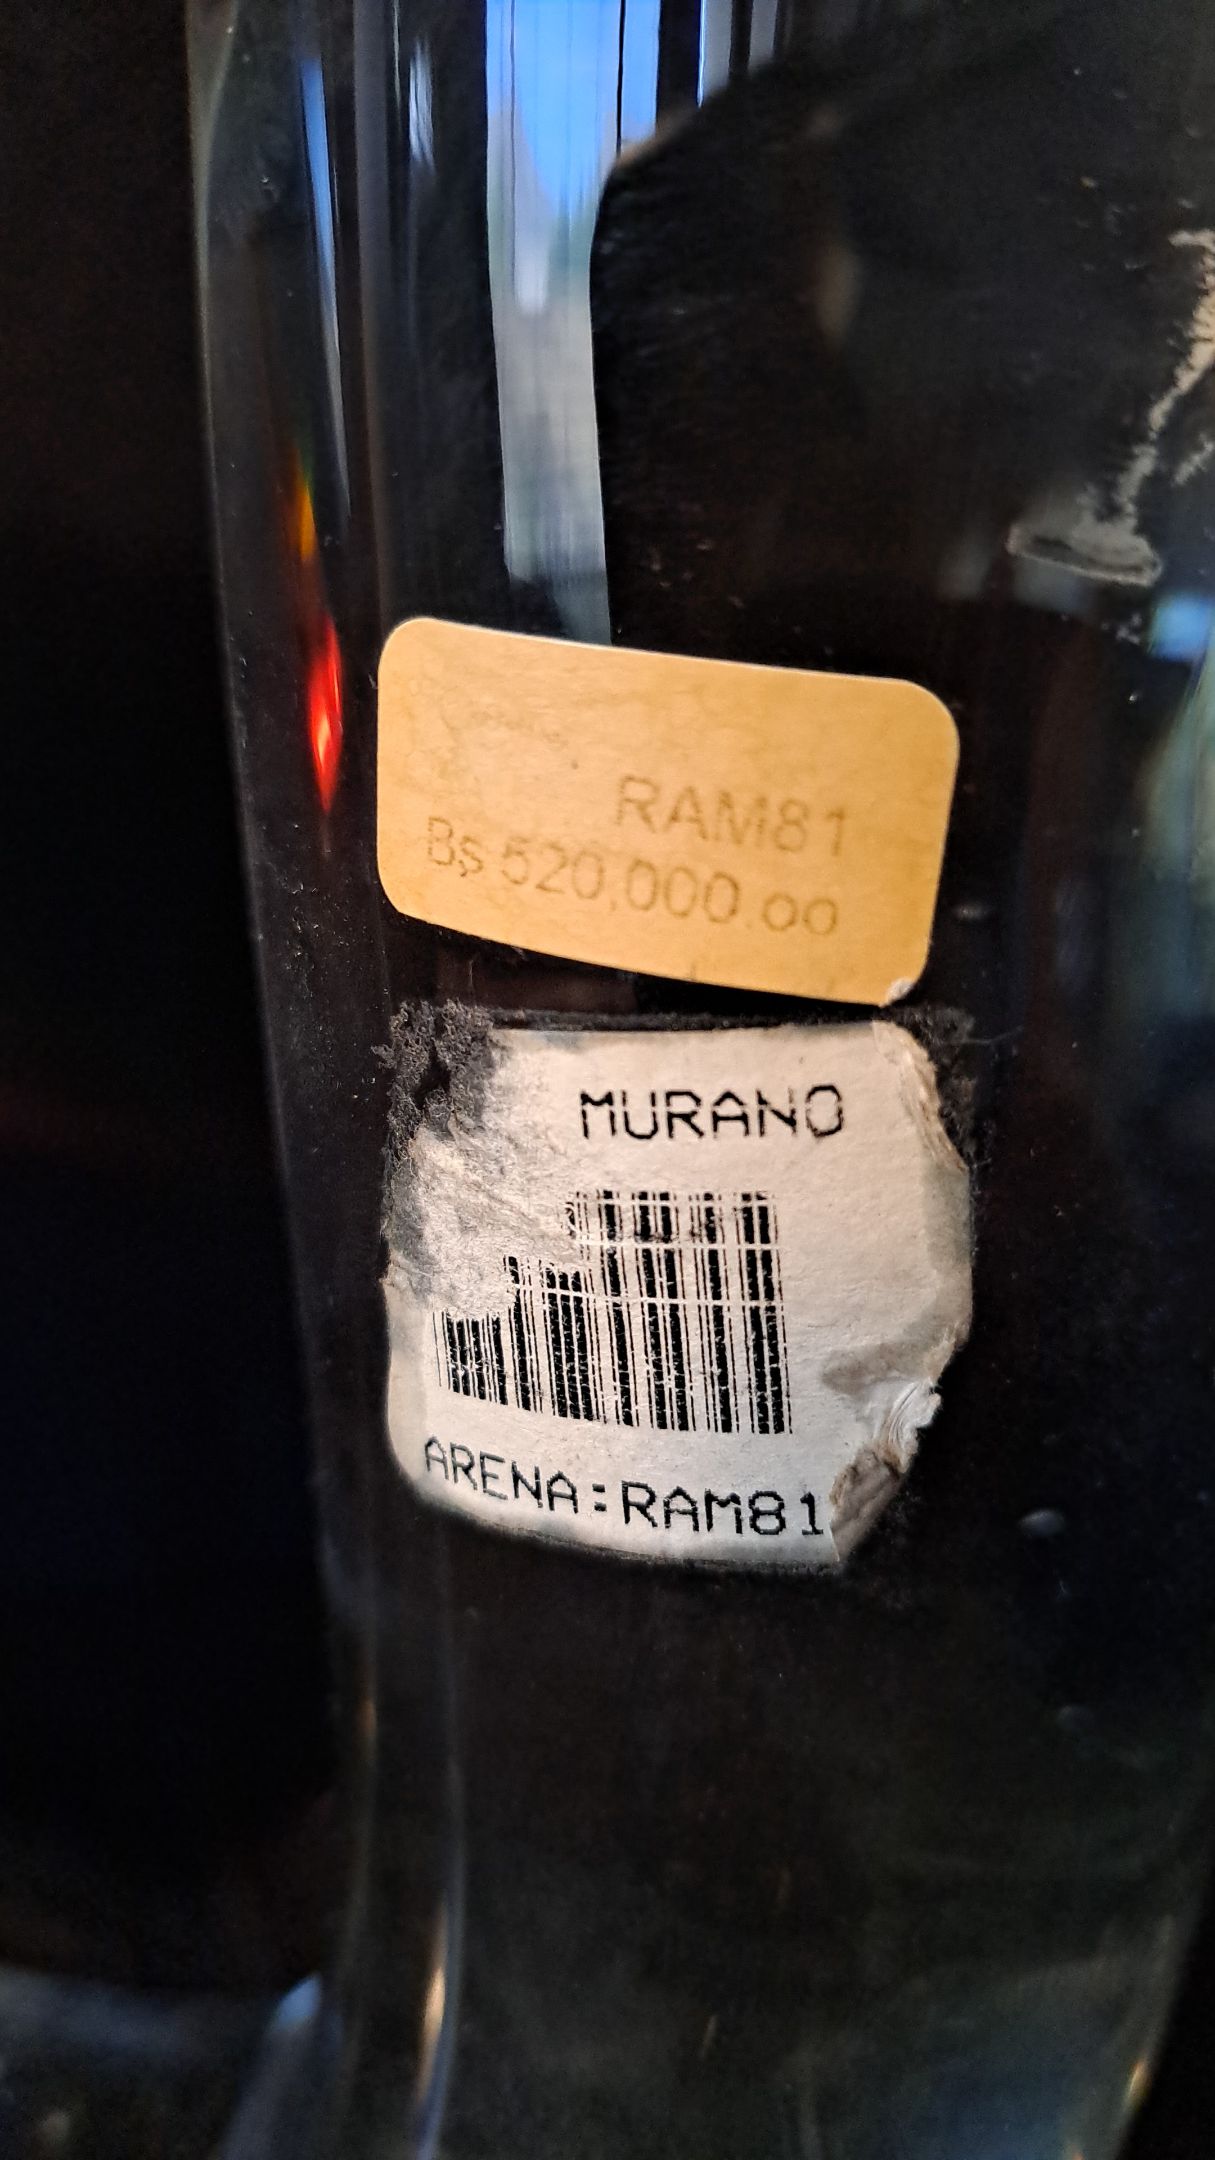 RAM81
Bs 520,000.oo
MURANO
ARENA:RAM81